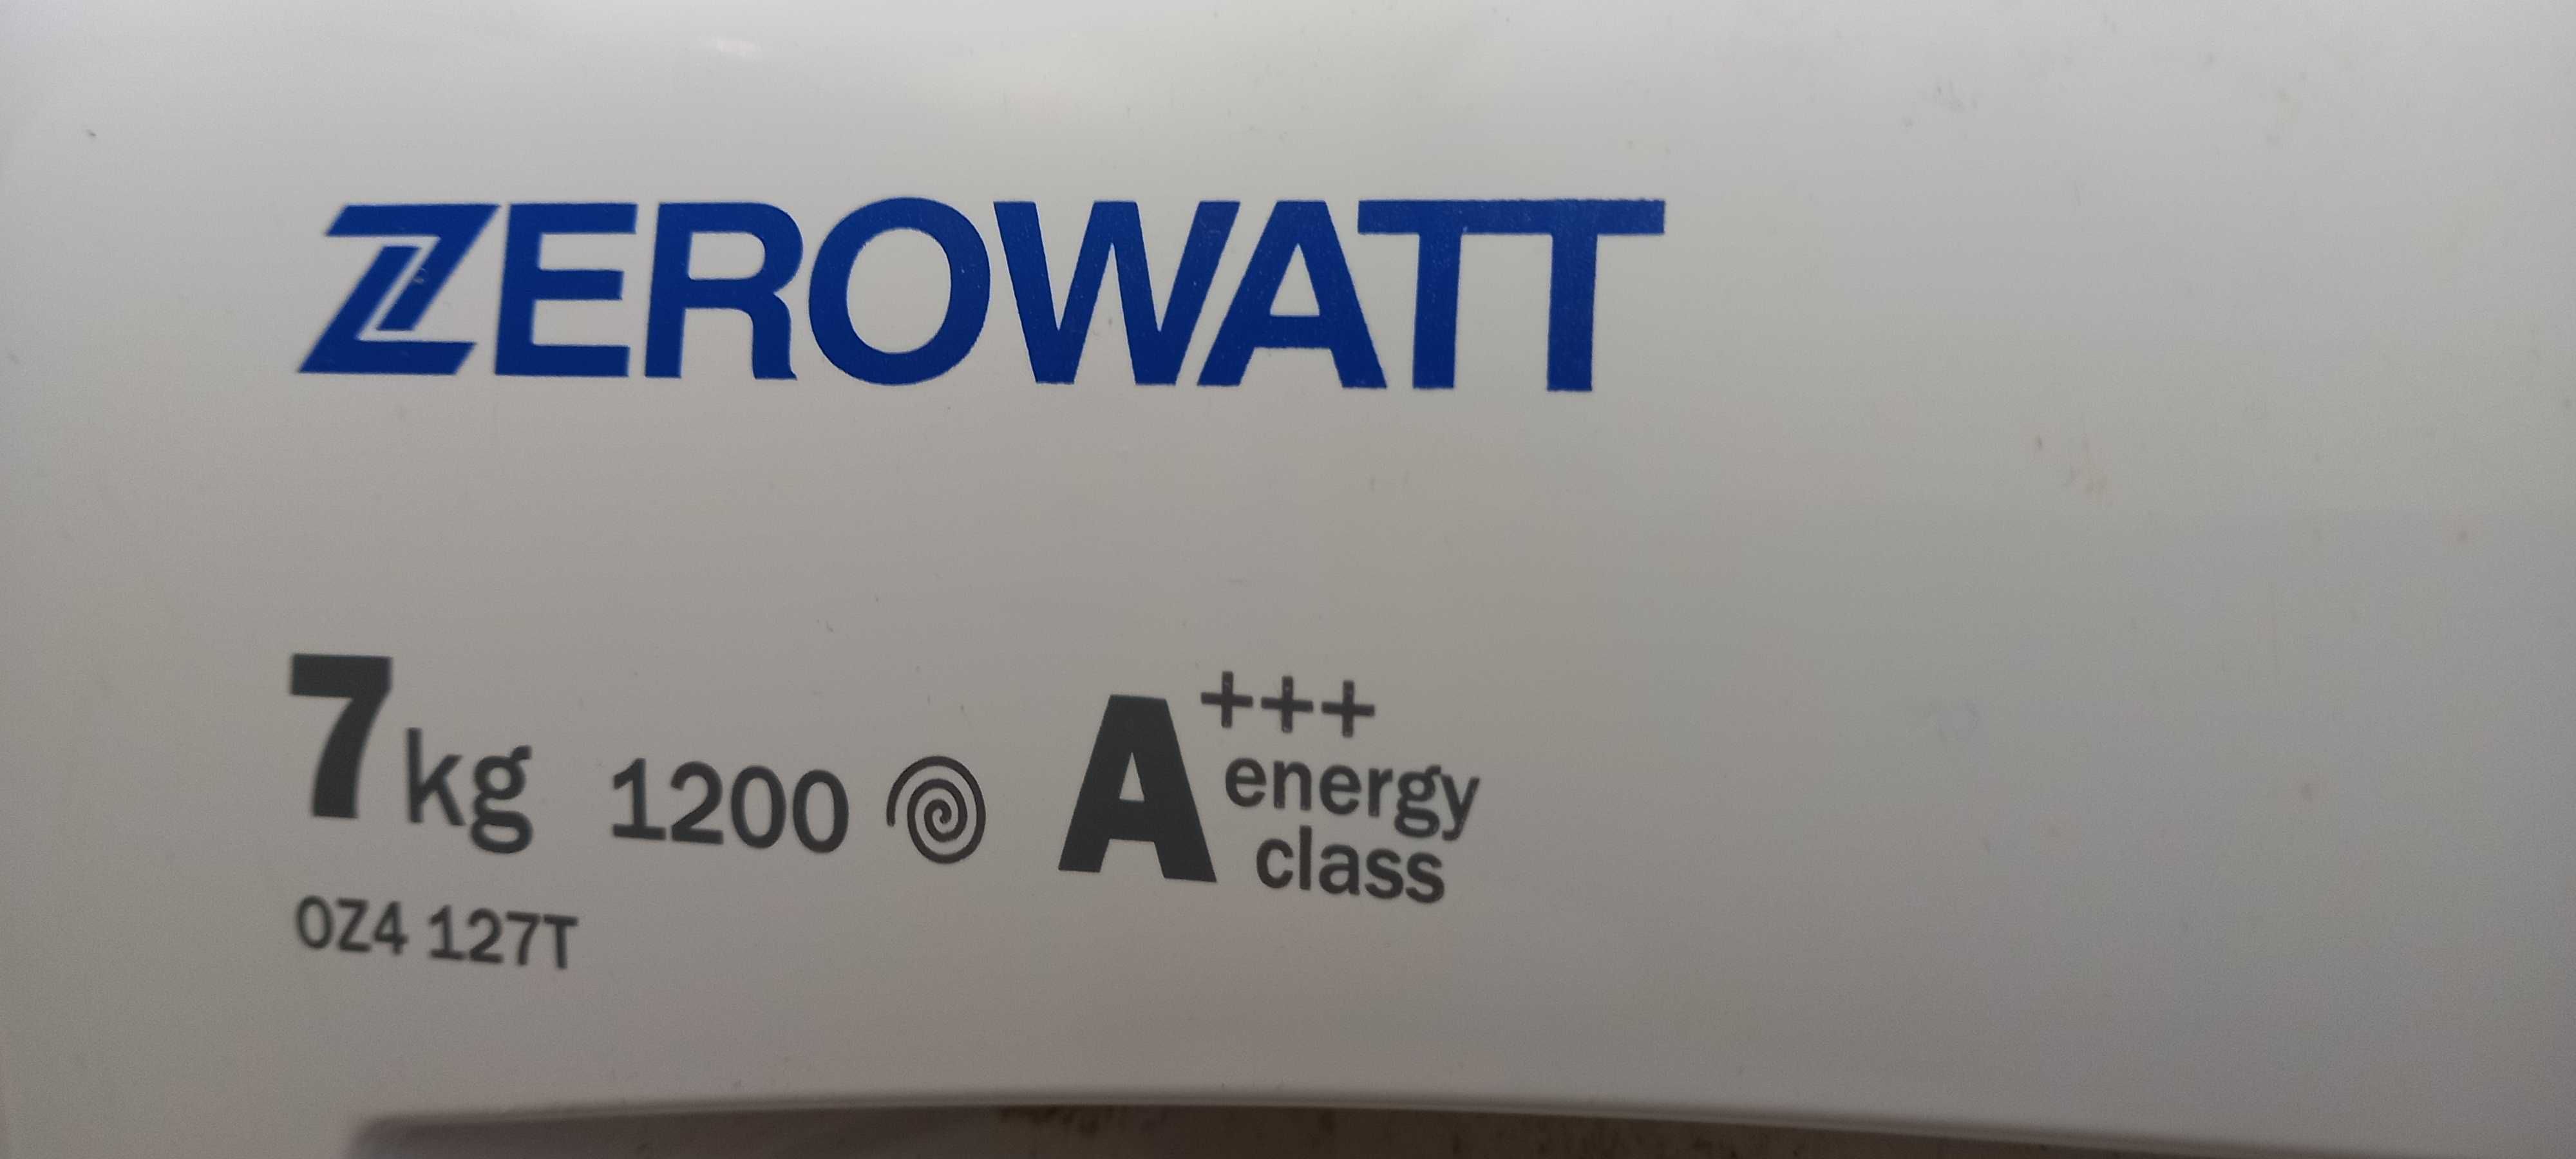 ZEROWATT
7kg 1200 A+++ energy class
OZ4 127T